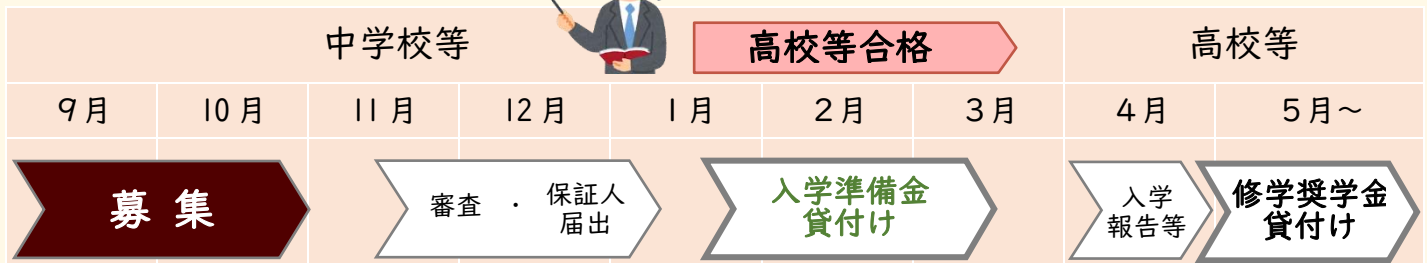 中学校等 高校等合格 高校等
9月 10月 11月 12月 1月 2月 3月 4月 5月～
募 集
審査 ・ 保証人
届出
入学準備金
貸付け
入学
報告等
修学奨学金
貸付け